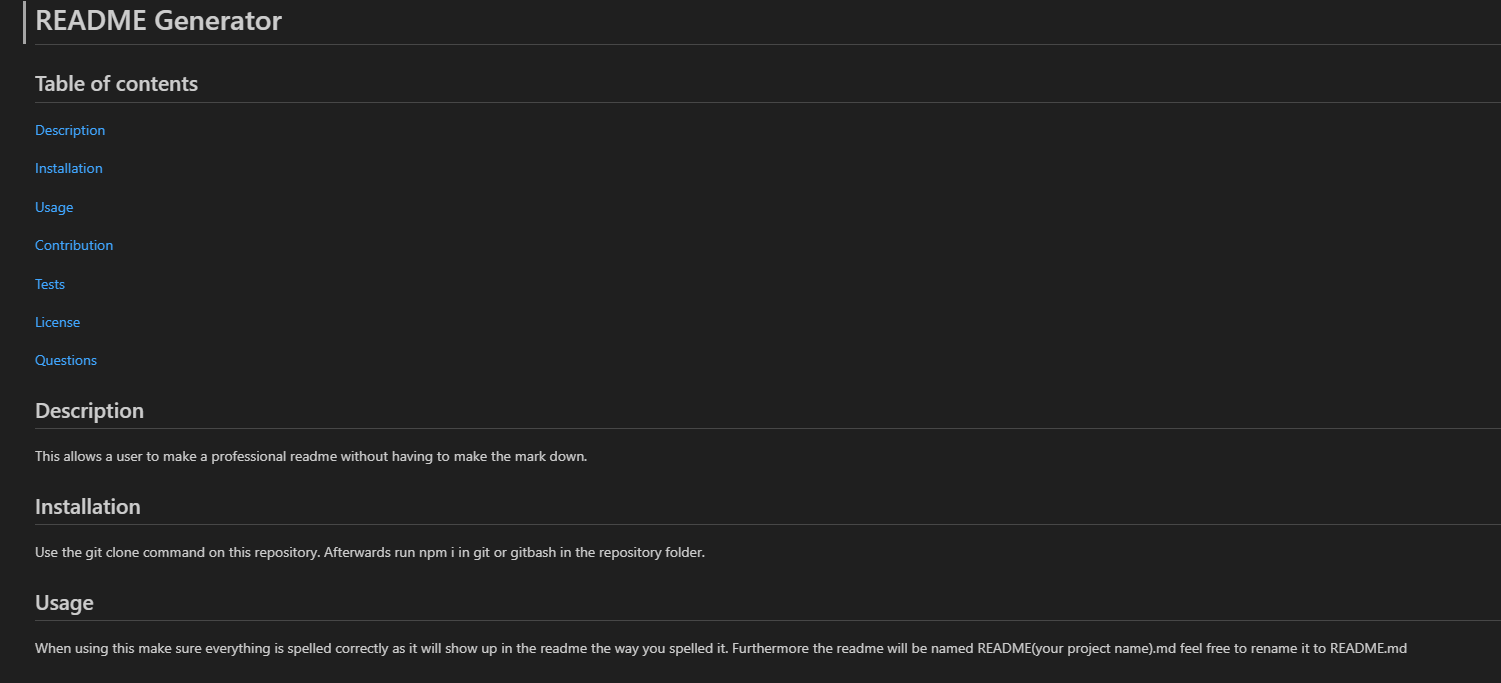 README Generator
Table of contents
Description
Installation
Usage
Contribution
Tests
License
Questions
Description
This allows a user to make a professional readme without having to make the mark down.
Installation
Use the git clone command on this repository. Afterwards run npm i in git or gitbash in the repository folder.
Usage
When using this make sure everything is spelled correctly as it will show up in the readme the way you spelled it. Furthermore the readme will be named README(your project name).md feel free to rename it to README.md